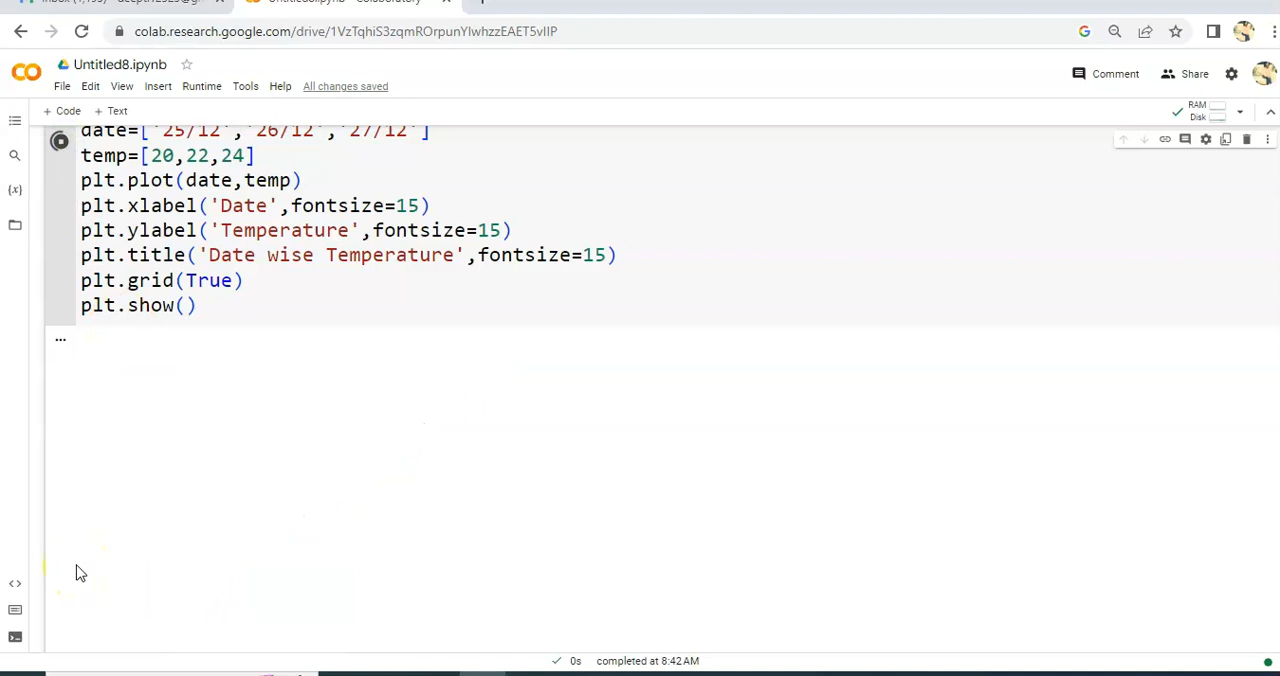 colab.research.google.com/drive/1VzTqhiS3zqmROrpunYlwhzzEAET5vIIP
Untitled8.ipynb
File Edit View Insert Runtime Tools Help All changes saved
Comment Share
+ Code + Text
RAM
Disk
date=['25/12','26/12','27/12']
temp=[20,22,24]
plt.plot(date,temp)
plt.xlabel('Date',fontsize=15)
plt.ylabel('Temperature',fontsize=15)
plt.title('Date wise Temperature',fontsize=15)
plt.grid(True)
plt.show()
...
0s completed at 8:42 AM